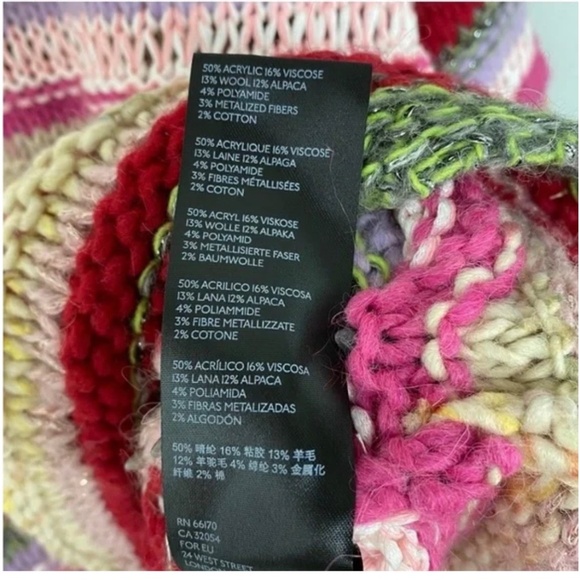 50% ACRYLIC 16% VISCOSE
13% WOOL, 12% ALPACA
4% POLYAMIDE
3% METALIZED FIBERS
2% COTTON
50% ACRYLIQUE 16% VISCOSE
13% LAINE 12% ALPAGA
4% POLYAMIDE
3% FIBRES MÉTALLISÉES
2% COTON
50% ACRYL 16% VISKOSE
13% WOLLE 12% ALPAKA
4% POLYAMID
3% METALLISIERTE FASER
2% BAUMWOLLE
50% ACRILICO 16% VISCOSA
13% LANA 12% ALPACA
4% POLIAMMIDE
3% FIBRE METALLIZZATE
2% COTONE
50% ACRÍLICO 16% VISCOSA
13% LANA 12% ALPACA
4% POLIAMIDA
3% FIBRAS METALIZADAS
2% ALGODÓN
50% 腈纶 16% 粘胶 13% 羊毛
12% 羊驼毛 4% 锦纶 3% 金属化
纤维 2% 棉
RN 66170
CA 32054
FOR EU
24 WEST STREET
LONDON